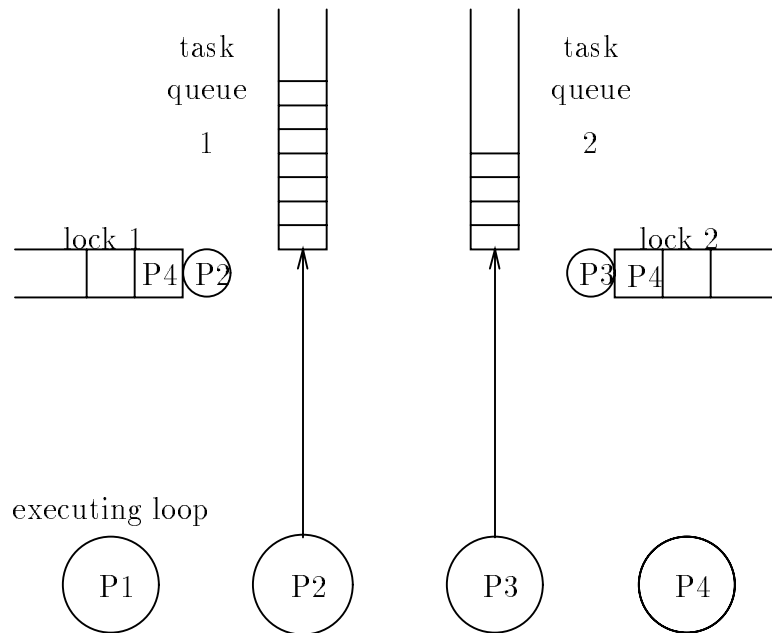 task
queue
1
task
queue
2
lock 1
P4
P2
lock 2
P3
P4
executing loop
P1
P2
P3
P4